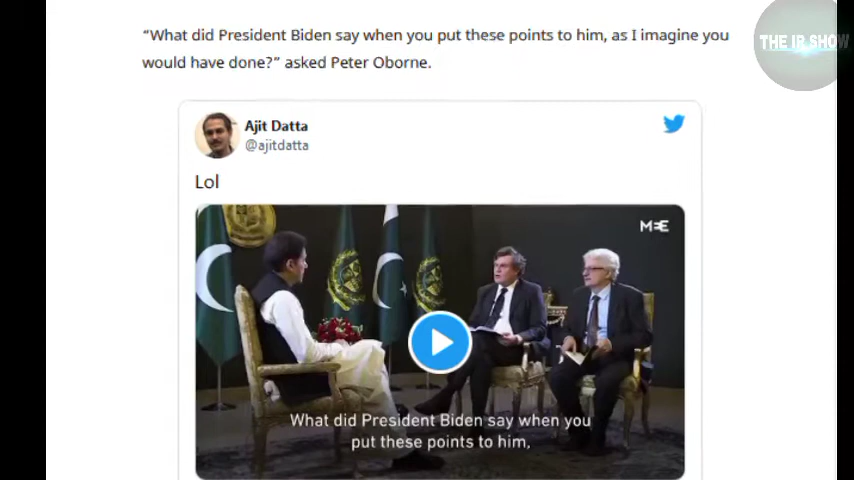 THE IR SHOW
“What did President Biden say when you put these points to him, as I imagine you
would have done?” asked Peter Oborne.
Ajit Datta
@ajitdatta
Lol
MEE
What did President Biden say when you
put these points to him,